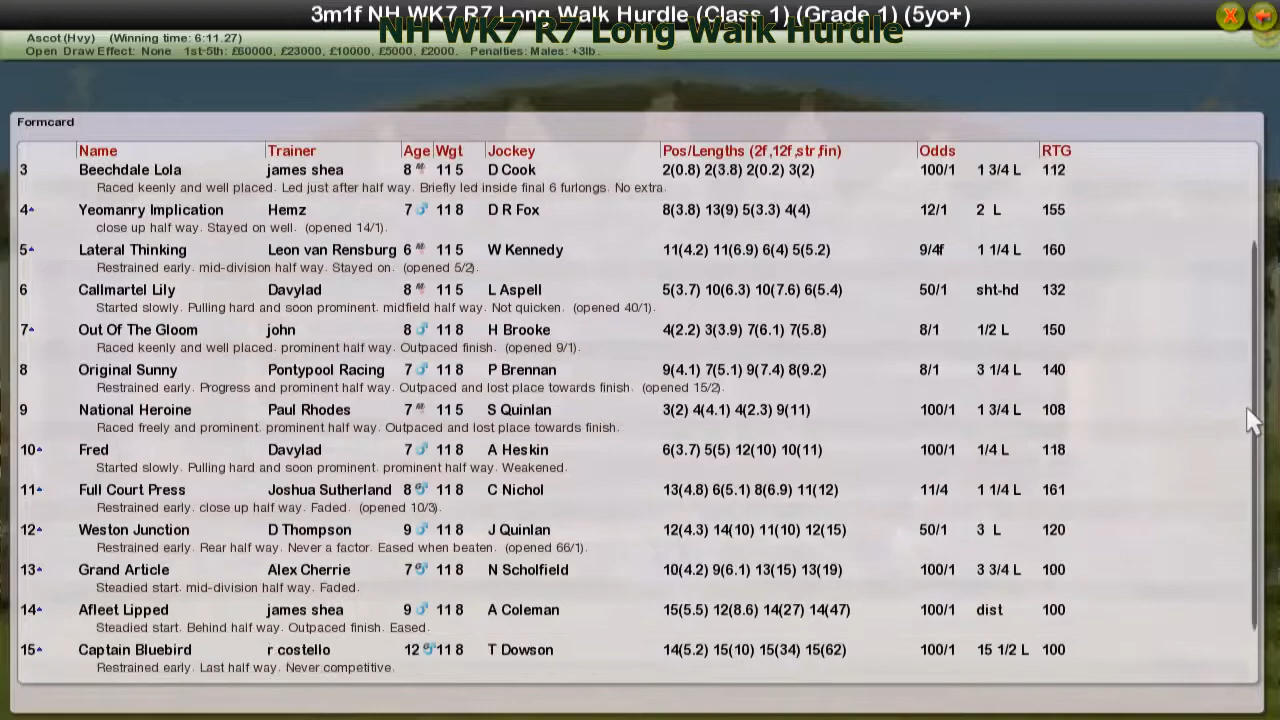 3m1f NH WK7 R7 Long Walk Hurdle (Class 1) (Grade 1) (5yo+)
NH WK7 R7 Long Walk Hurdle
Ascot (Hvy) (Winning time: 6:11.27)
Open Draw Effect: None 1st-5th: £60000, £23000, £10000, £5000, £2000. Penalties: Males: +3lb.
Formcard
Name Trainer Age Wgt Jockey Pos/Lengths (2f,12f,str,fin) Odds RTG
3 Beechdale Lola james shea 8 11 5 D Cook 2(0.8) 2(3.8) 2(0.2) 3(2) 100/1 1 3/4 L 112
Raced keenly and well placed. Led just after half way. Briefly led inside final 6 furlongs. No extra.
4 Yeomanry Implication Hemz 7 11 8 D R Fox 8(3.8) 13(9) 5(3.3) 4(4) 12/1 2 L 155
close up half way. Stayed on well. (opened 14/1).
5 Lateral Thinking Leon van Rensburg 6 11 5 W Kennedy 11(4.2) 11(6.9) 6(4) 5(5.2) 9/4f 1 1/4 L 160
Restrained early. mid-division half way. Stayed on. (opened 5/2).
6 Callmartel Lily Davylad 8 11 5 L Aspell 5(3.7) 10(6.3) 10(7.6) 6(5.4) 50/1 sht-hd 132
Started slowly. Pulling hard and soon prominent. midfield half way. Not quicken. (opened 40/1).
7 Out Of The Gloom john 8 11 8 H Brooke 4(2.2) 3(3.9) 7(6.1) 7(5.8) 8/1 1/2 L 150
Raced keenly and well placed. prominent half way. Outpaced finish. (opened 9/1).
8 Original Sunny Pontypool Racing 7 11 8 P Brennan 9(4.1) 7(5.1) 9(7.4) 8(9.2) 8/1 3 1/4 L 140
Restrained early. Progress and prominent half way. Outpaced and lost place towards finish. (opened 15/2).
9 National Heroine Paul Rhodes 7 11 5 S Quinlan 3(2) 4(4.1) 4(2.3) 9(11) 100/1 1 3/4 L 108
Raced freely and prominent. prominent half way. Outpaced and lost place towards finish.
10 Fred Davylad 7 11 8 A Heskin 6(3.7) 5(5) 12(10) 10(11) 100/1 1/4 L 118
Started slowly. Pulling hard and soon prominent. prominent half way. Weakened.
11 Full Court Press Joshua Sutherland 8 11 8 C Nichol 13(4.8) 6(5.1) 8(6.9) 11(12) 11/4 1 1/4 L 161
Restrained early. close up half way. Faded. (opened 10/3).
12 Weston Junction D Thompson 9 11 8 J Quinlan 12(4.3) 14(10) 11(10) 12(15) 50/1 3 L 120
Restrained early. Rear half way. Never a factor. Eased when beaten. (opened 66/1).
13 Grand Article Alex Cherrie 7 11 8 N Scholfield 10(4.2) 9(6.1) 13(15) 13(19) 100/1 3 3/4 L 100
Steadied start. mid-division half way. Faded.
14 Afleet Lipped james shea 9 11 8 A Coleman 15(5.5) 12(8.6) 14(27) 14(47) 100/1 dist 100
Steadied start. Behind half way. Outpaced finish. Eased.
15 Captain Bluebird r costello 12 11 8 T Dowson 14(5.2) 15(10) 15(34) 15(62) 100/1 15 1/2 L 100
Restrained early. Last half way. Never competitive.